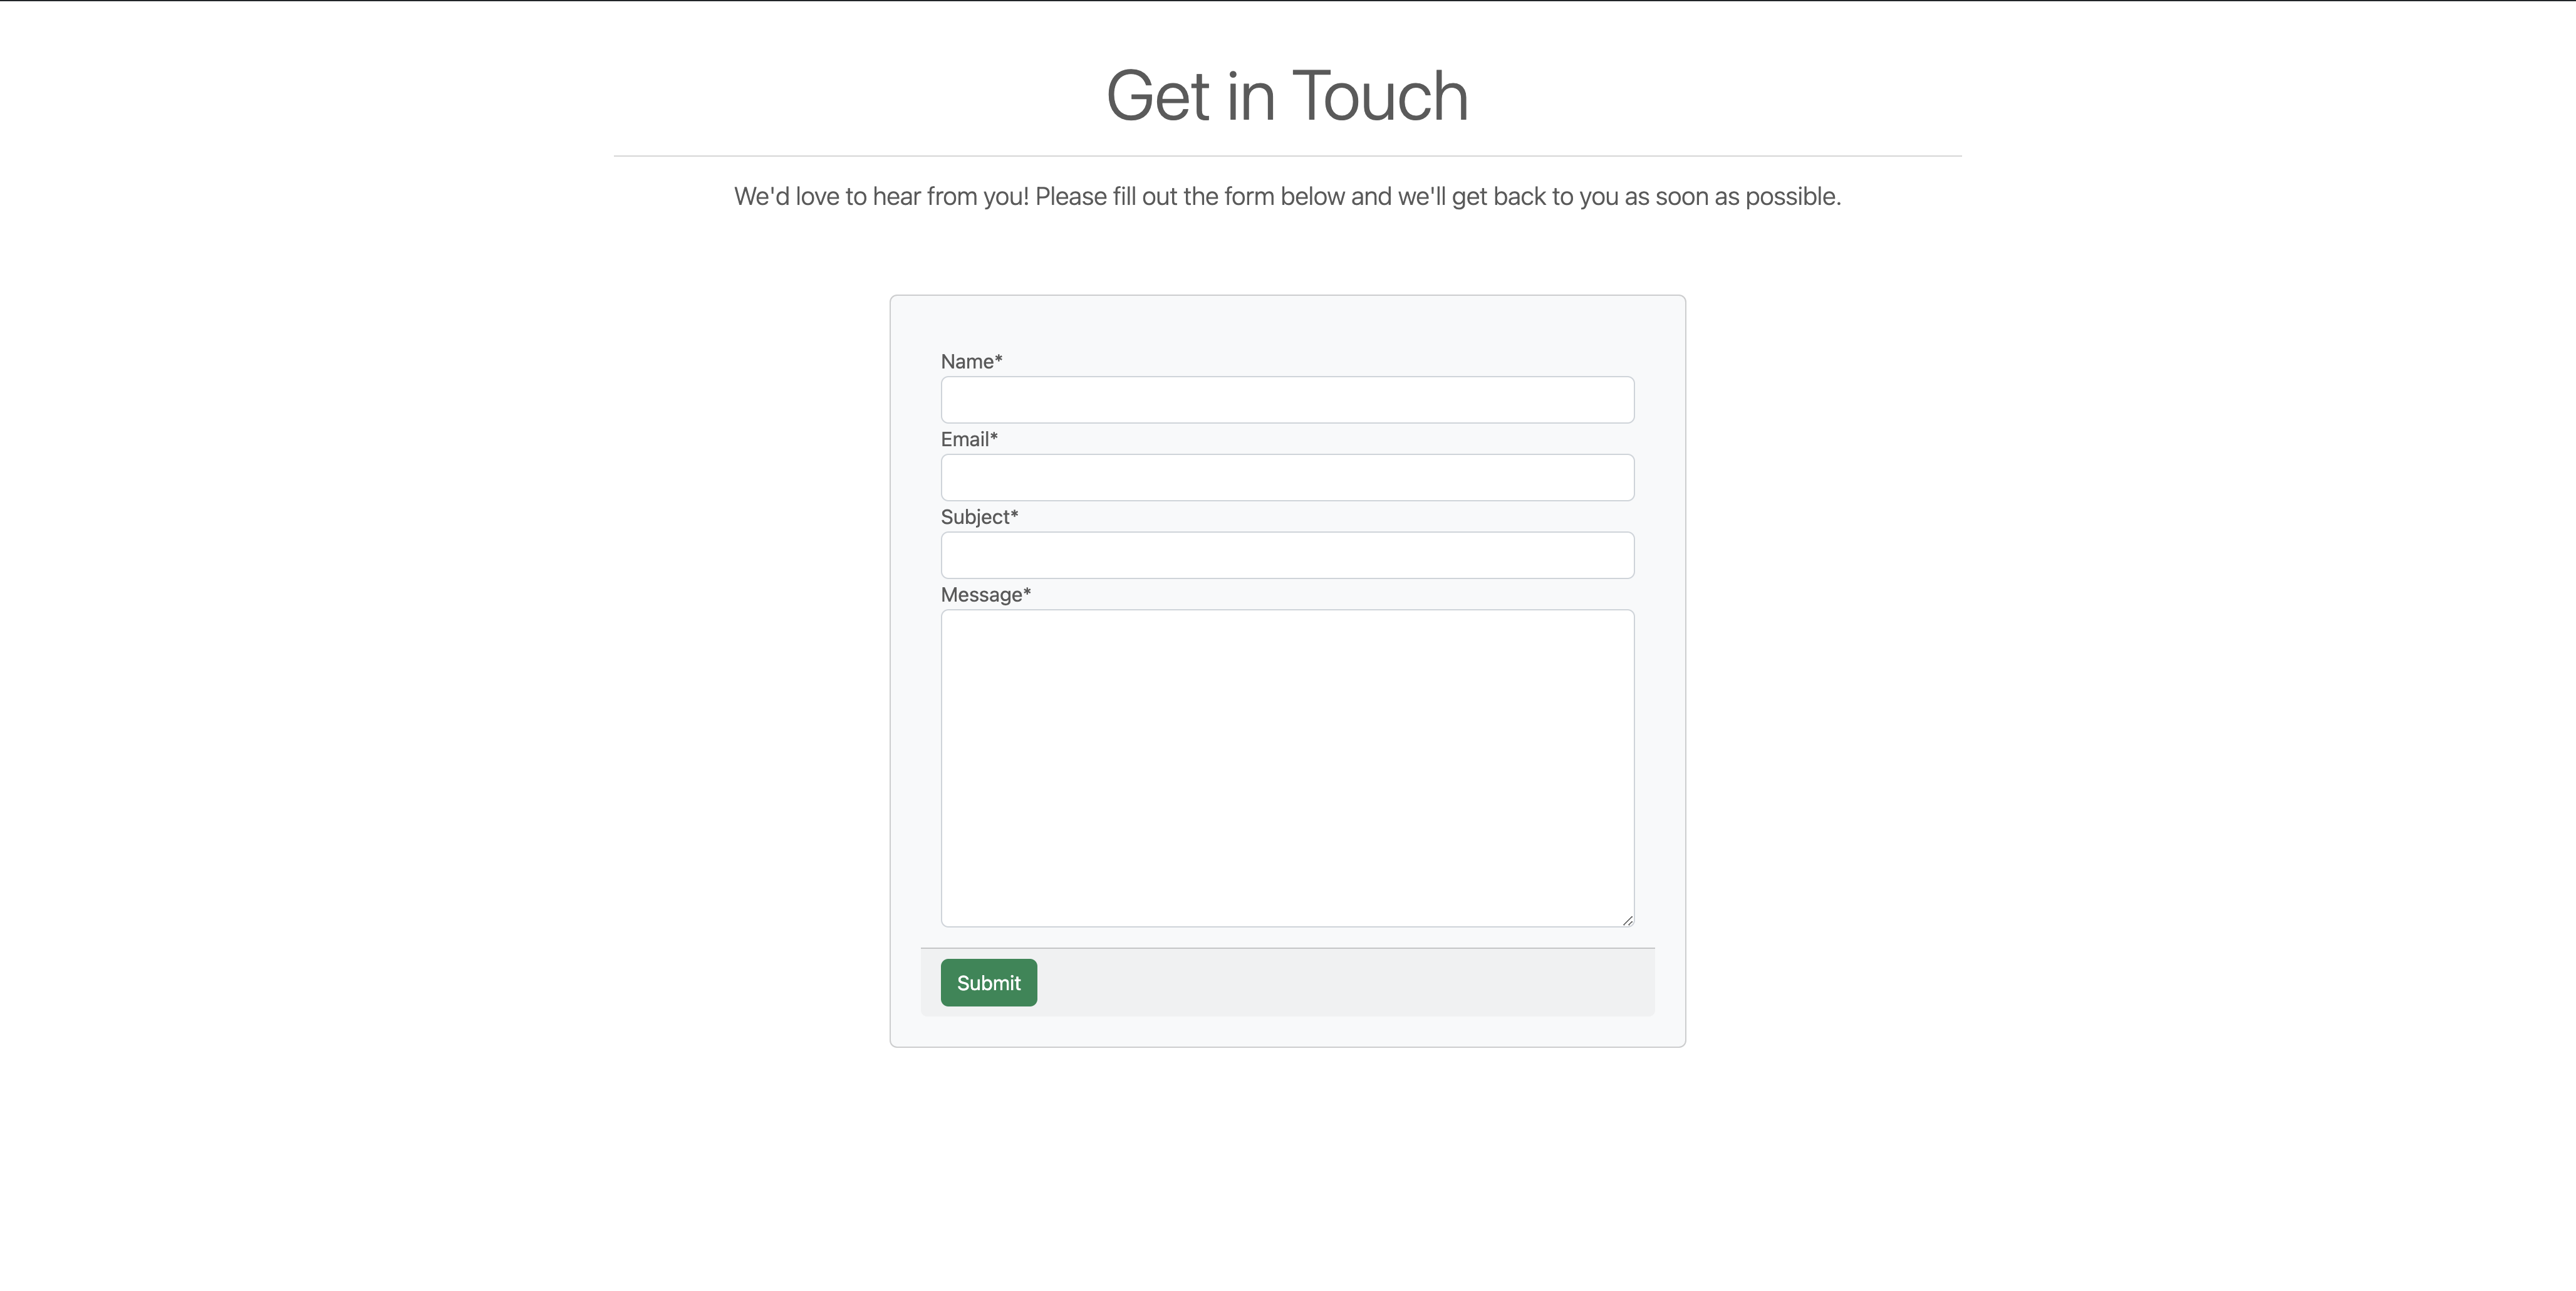 Get in Touch
We'd love to hear from you! Please fill out the form below and we'll get back to you as soon as possible.
Name*
Email*
Subject*
Message*
Submit